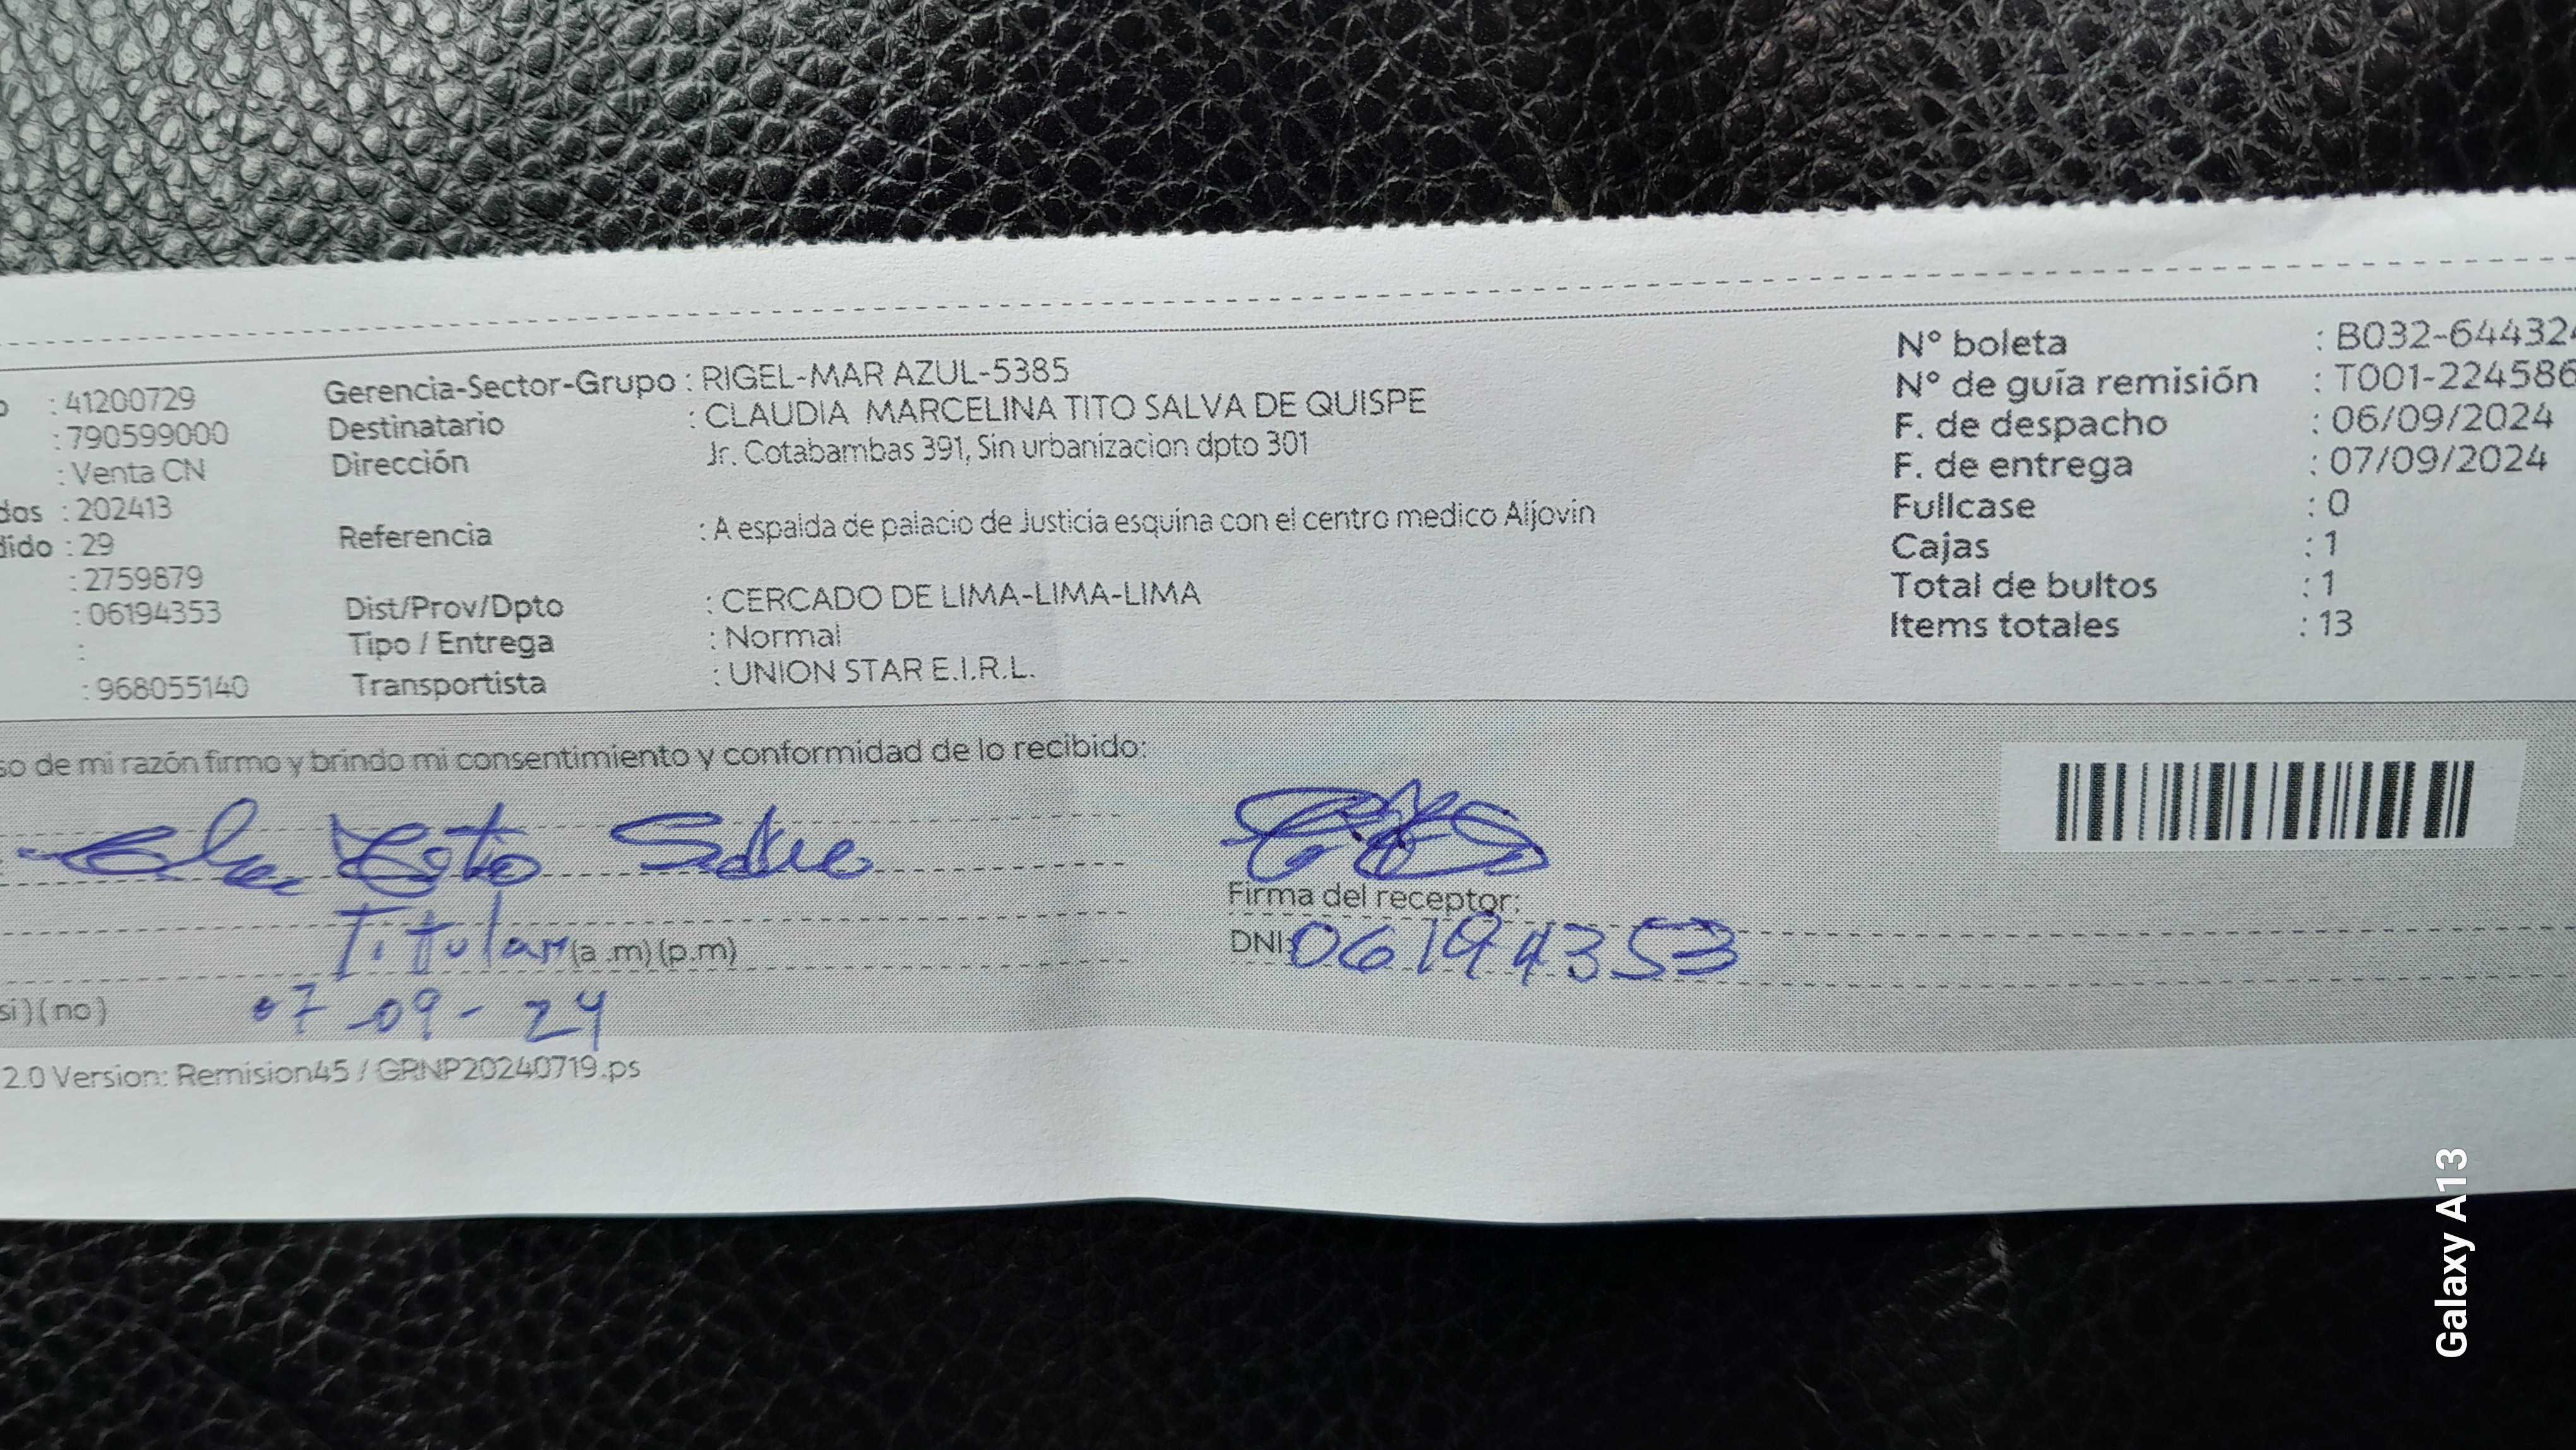 : 41200729
: 790599000
: Venta CN
dos : 202413
dido : 29
: 2759879
: 06194353
:
: 968055140
Gerencia-Sector-Grupo : RIGEL-MAR AZUL-5385
Destinatario : CLAUDIA MARCELINA TITO SALVA DE QUISPE
Dirección Jr. Cotabambas 391, Sin urbanizacion dpto 301
Referencia : A espalda de palacio de Justicia esquina con el centro medico Aljovin
Dist/Prov/Dpto : CERCADO DE LIMA-LIMA-LIMA
Tipo / Entrega : Normal
Transportista : UNION STAR E.I.R.L.
N° boleta : B032-64432
N° de guía remisión : T001-224586
F. de despacho : 06/09/2024
F. de entrega : 07/09/2024
Fullcase : 0
Cajas : 1
Total de bultos : 1
Items totales : 13
so de mi razón firmo y brindo mi consentimiento y conformidad de lo recibido:
Tito Salva
Titular (a .m) (p.m)
si ) ( no ) 07-09-24
Firma del receptor:
DNI: 06194353
2.0 Version: Remision45 / GRNP20240719.ps
Galaxy A13